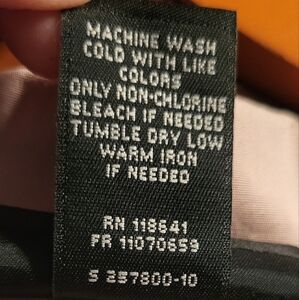 MACHINE WASH
COLD WITH LIKE
COLORS
ONLY NON-CHLORINE
BLEACH IF NEEDED
TUMBLE DRY LOW
WARM IRON
IF NEEDED
RN 118641
FR 11070659
S 257800-10